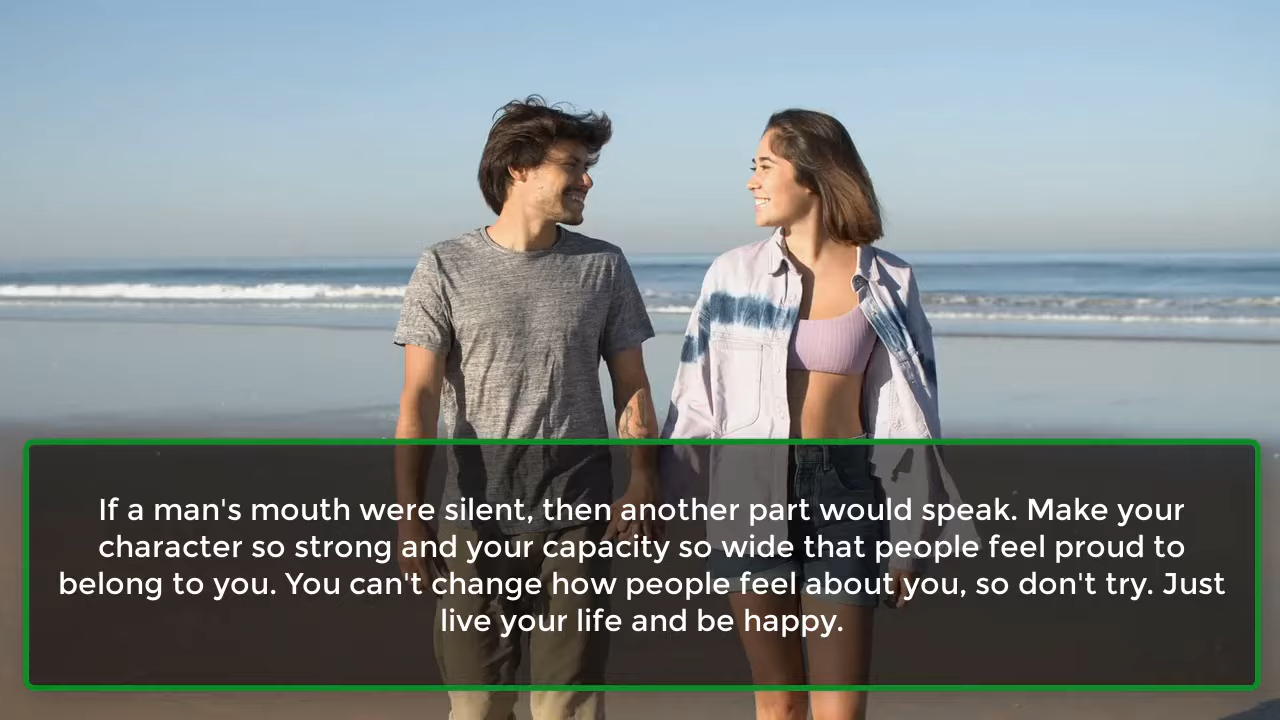 If a man's mouth were silent, then another part would speak. Make your
character so strong and your capacity so wide that people feel proud to
belong to you. You can't change how people feel about you, so don't try. Just
live your life and be happy.